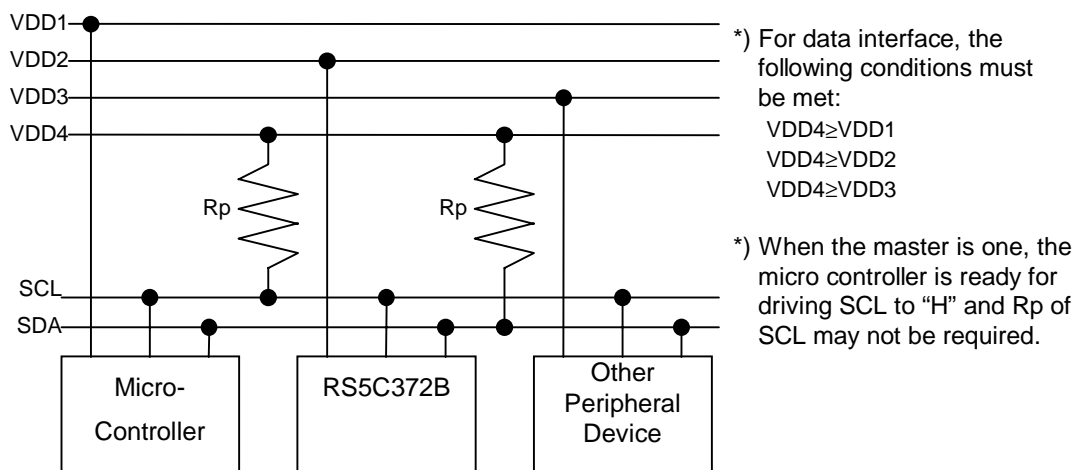 VDD1
VDD2
VDD3
VDD4
Rp
Rp
SCL
SDA
Micro-
Controller
RS5C372B
Other
Peripheral
Device
*) For data interface, the
following conditions must
be met:
VDD4≥VDD1
VDD4≥VDD2
VDD4≥VDD3
*) When the master is one, the
micro controller is ready for
driving SCL to “H” and Rp of
SCL may not be required.